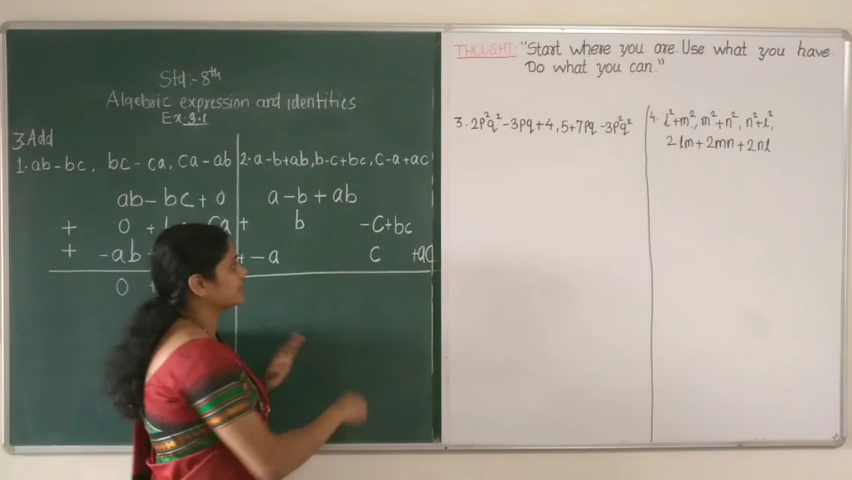 Std:- 8th
Algebric expression and identities
Ex. 9.1
3. Add
1. ab-bc, bc-ca, ca-ab
ab-bc+0
+ 0 + ca
+ -ab
0 +
2. a-b+ab, b-c+bc, c-a+ac
a-b+ab
+ b -c+bc
+ -a c +ac
THOUGHT: "Start where you are. Use what you have.
Do what you can."
3. 2p²q²-3pq+4, 5+7pq-3p²q²
4. l²+m², m²+n², n²+l²,
2lm+2mn+2nl